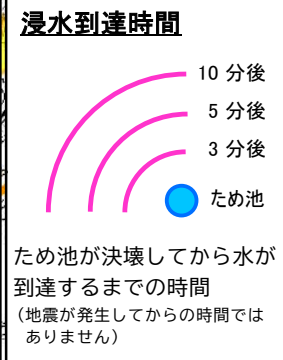 浸水到達時間
10 分後
5 分後
3 分後
ため池
ため池が決壊してから水が
到達するまでの時間
（地震が発生してからの時間では
ありません）